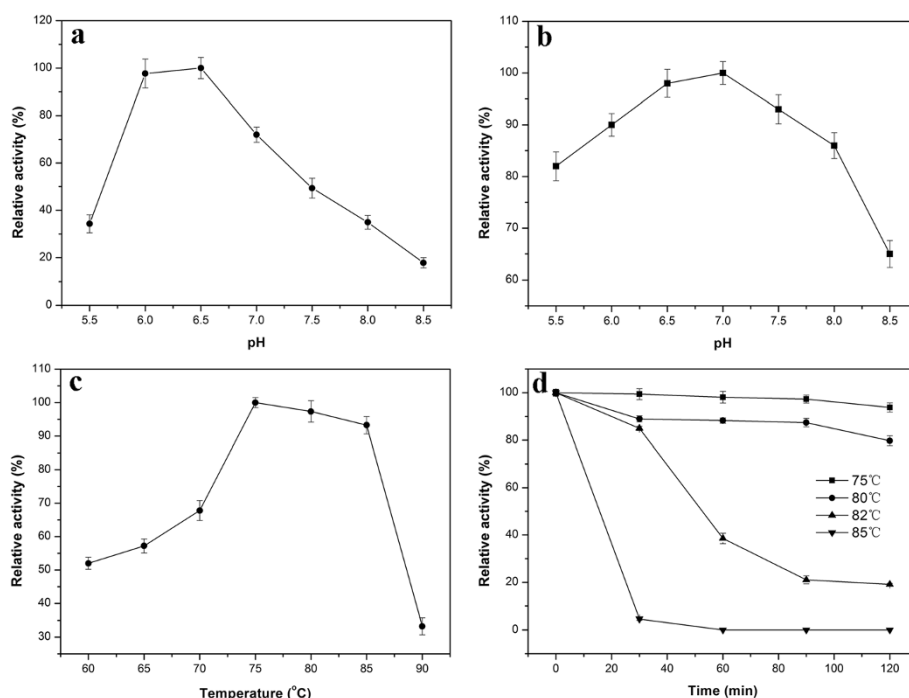 a
Relative activity (%)
120
100
80
60
40
20
0
5.5 6.0 6.5 7.0 7.5 8.0 8.5
pH
b
Relative activity (%)
110
100
90
80
70
60
5.5 6.0 6.5 7.0 7.5 8.0 8.5
pH
c
Relative activity (%)
110
100
90
80
70
60
50
40
30
60 65 70 75 80 85 90
Temperature (°C)
d
Relative activity (%)
100
80
60
40
20
0
75℃
80℃
82℃
85℃
0 20 40 60 80 100 120
Time (min)